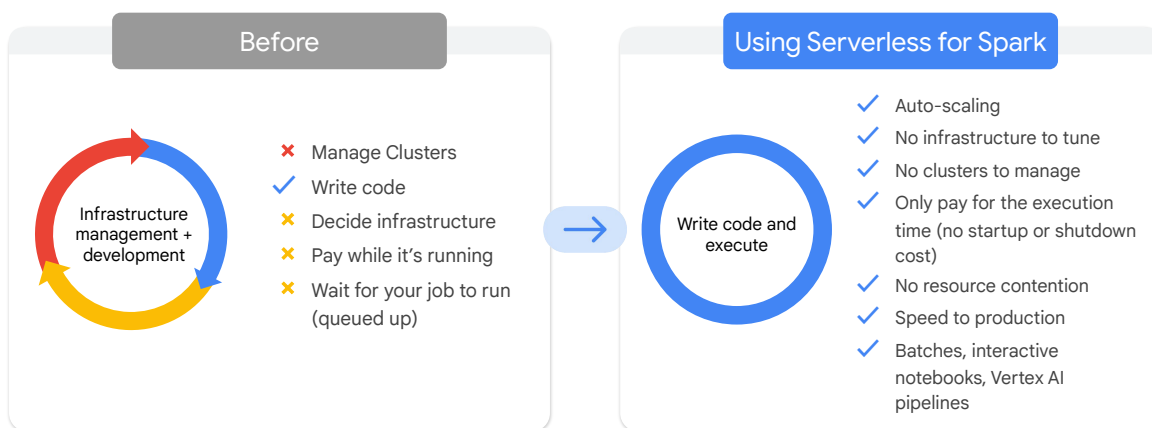 Before
Infrastructure
management +
development
Manage Clusters
Write code
Decide infrastructure
Pay while it's running
Wait for your job to run
(queued up)
Using Serverless for Spark
Write code and
execute
Auto-scaling
No infrastructure to tune
No clusters to manage
Only pay for the execution
time (no startup or shutdown
cost)
No resource contention
Speed to production
Batches, interactive
notebooks, Vertex AI
pipelines